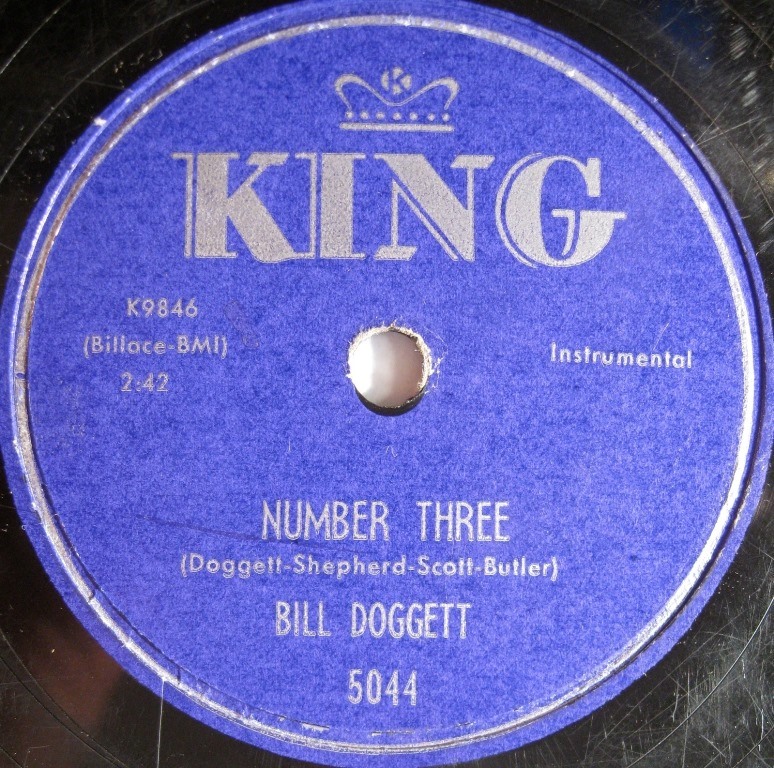 K
KING
K9846
(Billace-BMI)
2:42
Instrumental
NUMBER THREE
(Doggett-Shepherd-Scott-Butler)
BILL DOGGETT
5044